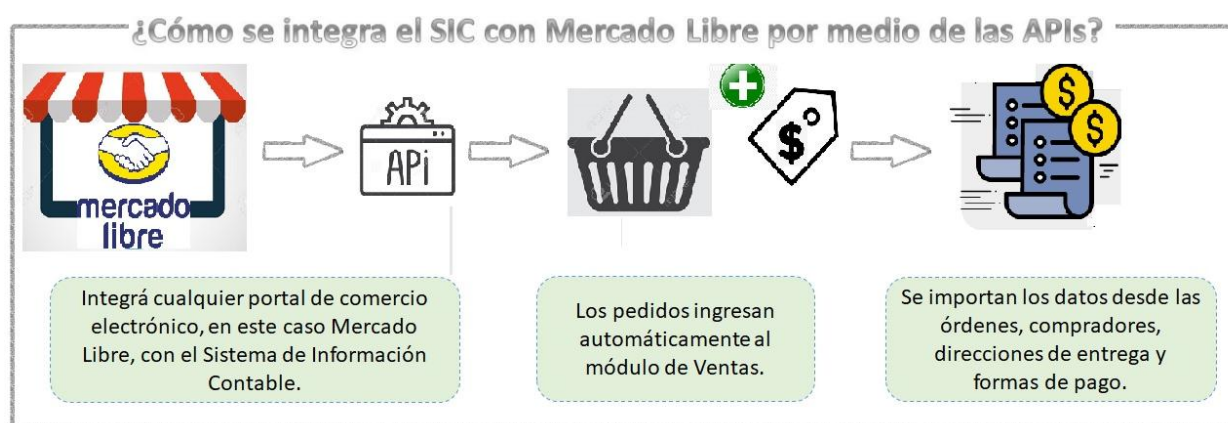 ¿Cómo se integra el SIC con Mercado Libre por medio de las APIs?
mercado
libre
APi
$
$
$
Integrá cualquier portal de comercio
electrónico, en este caso Mercado
Libre, con el Sistema de Información
Contable.
Los pedidos ingresan
automáticamente al
módulo de Ventas.
Se importan los datos desde las
órdenes, compradores,
direcciones de entrega y
formas de pago.